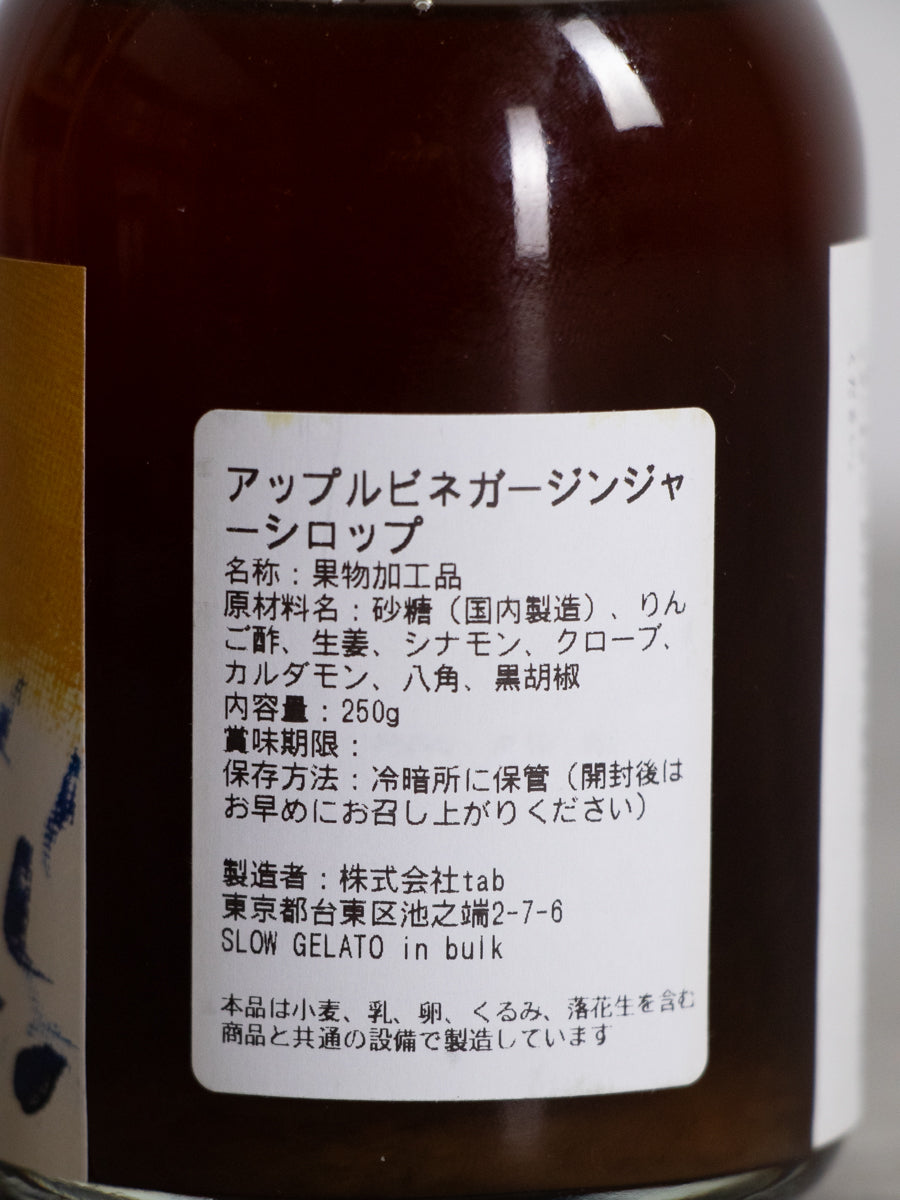 アップルビネガージンジャ
ーシロップ
名称：果物加工品
原材料名：砂糖（国内製造）、りん
ご酢、生姜、シナモン、クローブ、
カルダモン、八角、黒胡椒
内容量：250g
賞味期限：
保存方法：冷暗所に保管（開封後は
お早めにお召し上がりください）
製造者：株式会社tab
東京都台東区池之端2-7-6
SLOW GELATO in bulk
本品は小麦、乳、卵、くるみ、落花生を含む
商品と共通の設備で製造しています